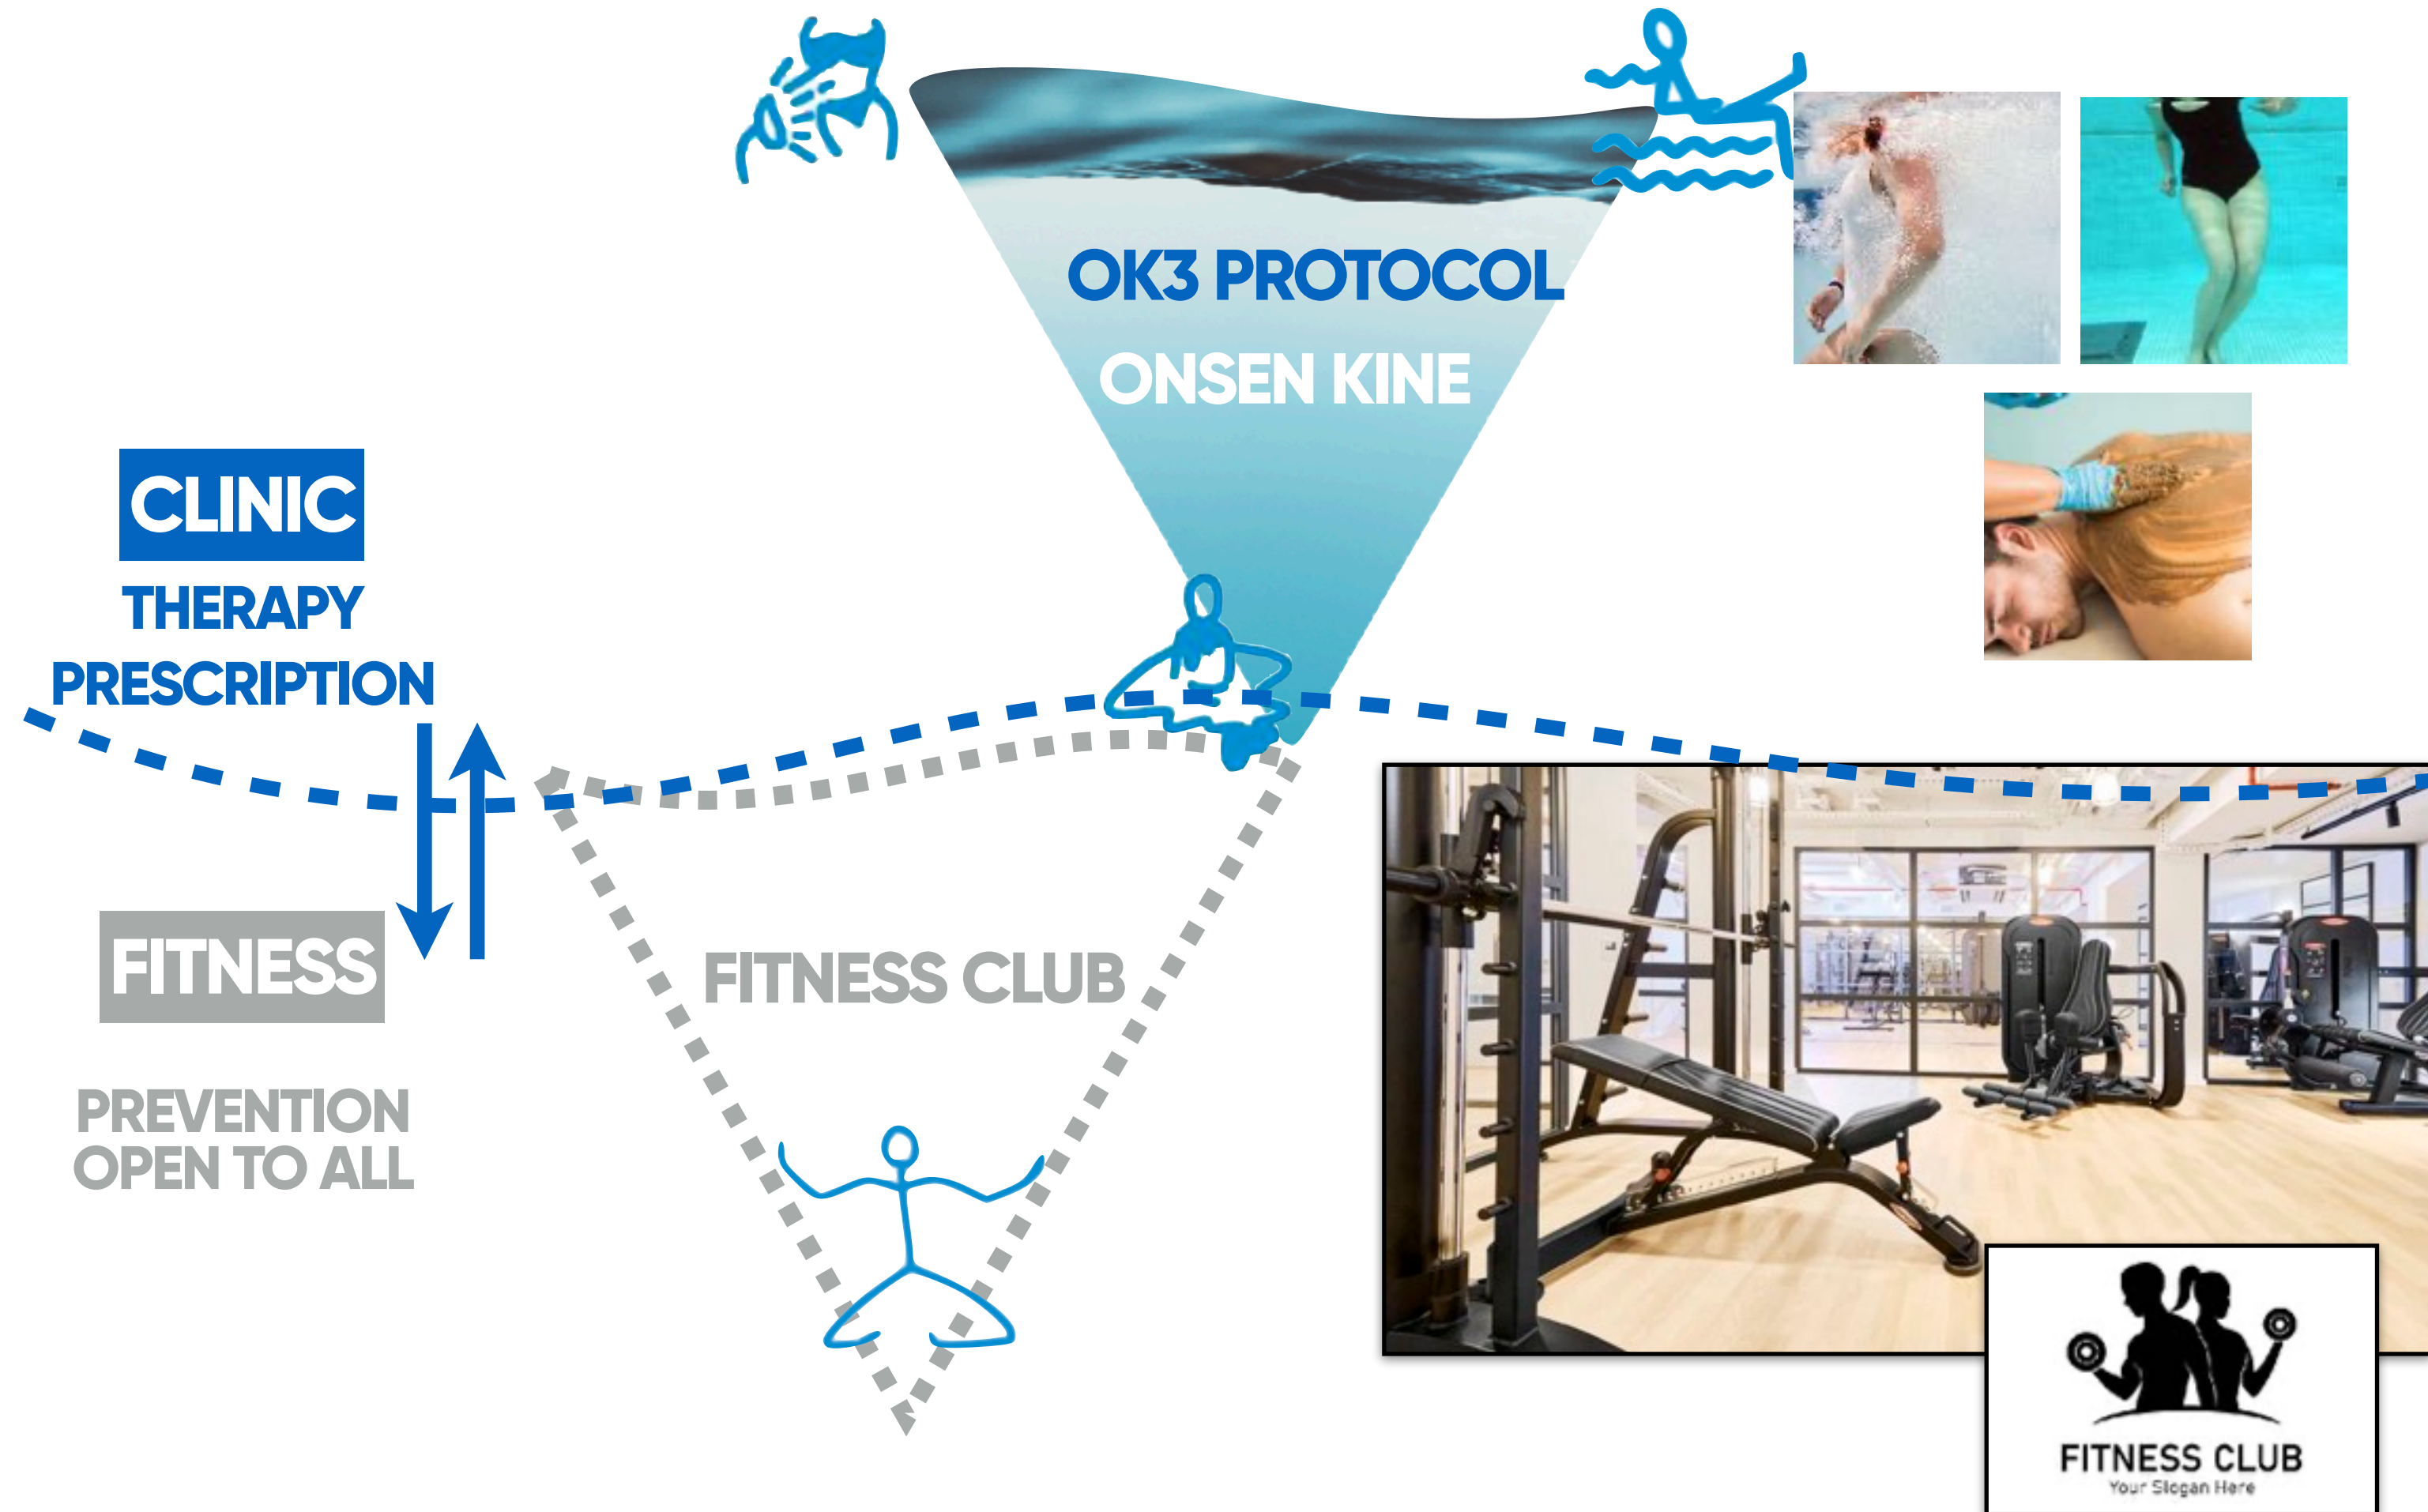 OK3 PROTOCOL
ONSEN KINE
CLINIC
THERAPY
PRESCRIPTION
FITNESS
FITNESS CLUB
PREVENTION
OPEN TO ALL
FITNESS CLUB
Your Slogan Here